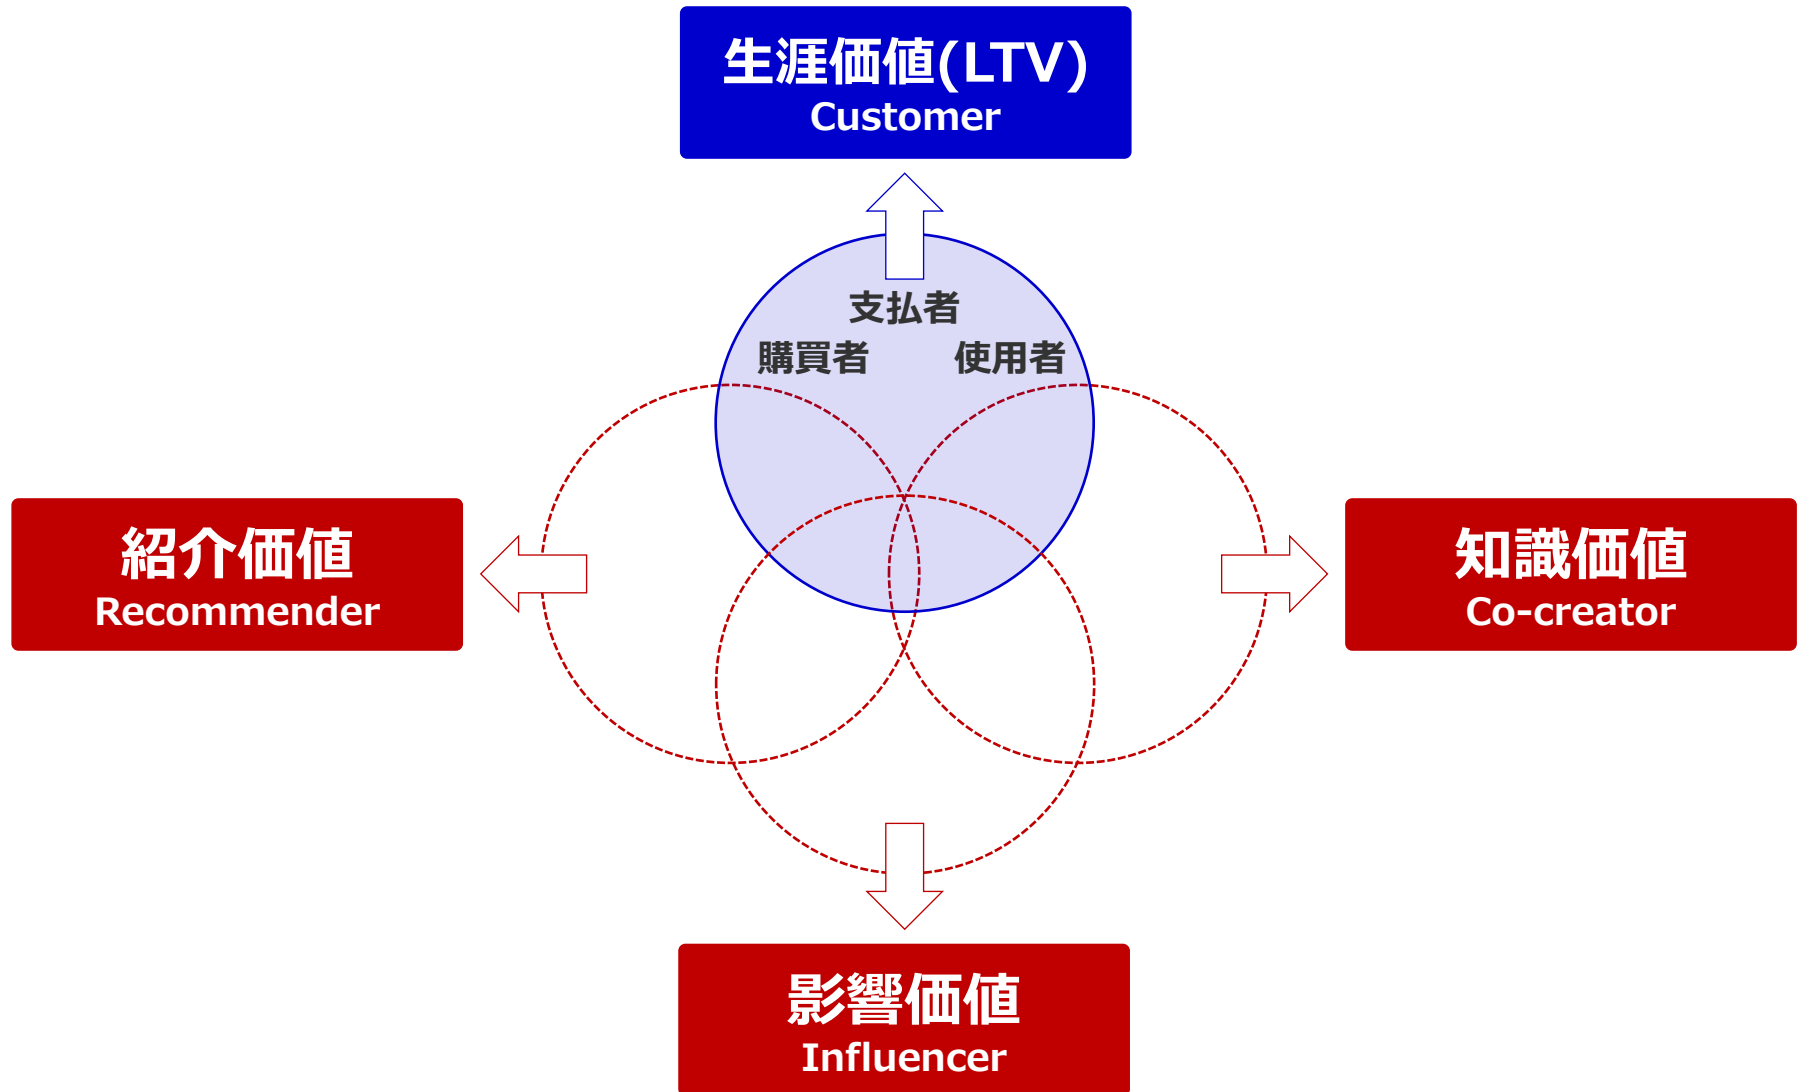 生涯価値(LTV)
Customer
支払者
購買者
使用者
紹介価値
Recommender
知識価値
Co-creator
影響価値
Influencer